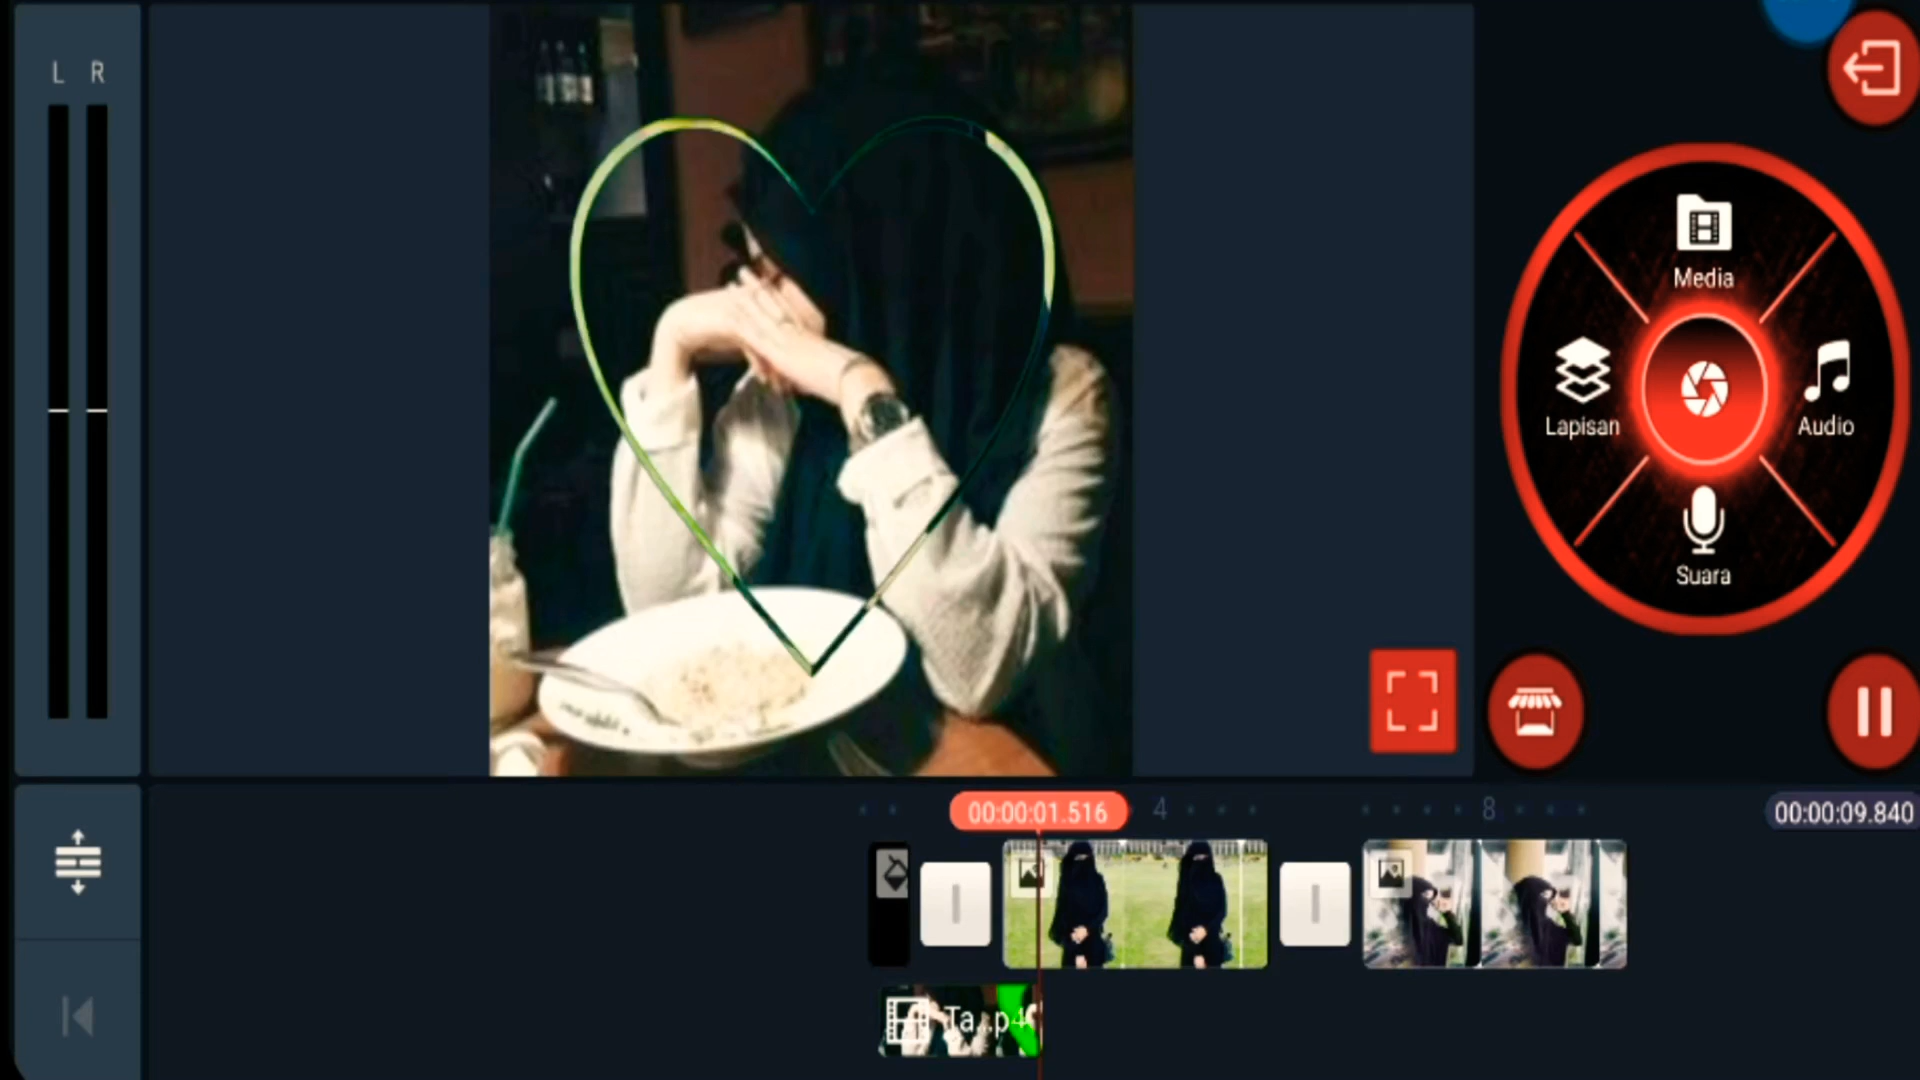 L R
Media
Lapisan
Audio
Suara
00:00:01.516
4
8
00:00:09.840
Ta...p4